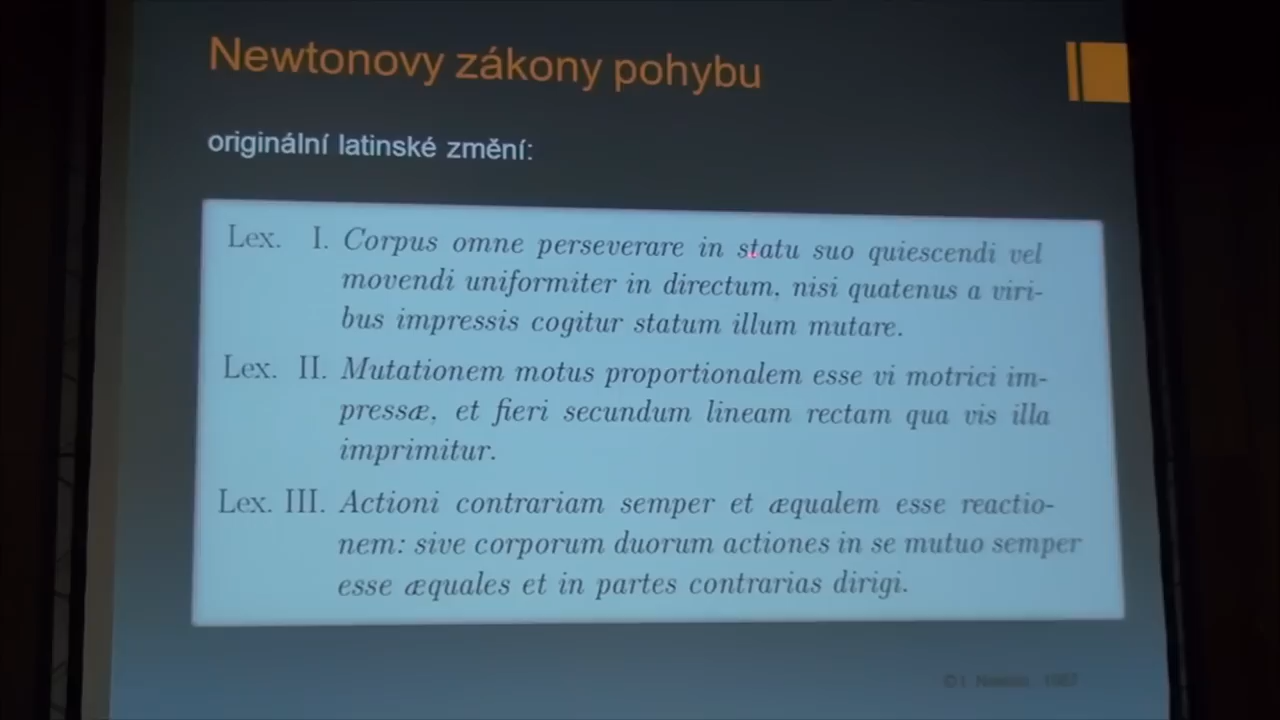 Newtonovy zákony pohybu
originální latinské změní:
Lex. I. Corpus omne perseverare in statu suo quiescendi vel
movendi uniformiter in directum, nisi quatenus a viri-
bus impressis cogitur statum illum mutare.
Lex. II. Mutationem motus proportionalem esse vi motrici im-
pressæ, et fieri secundum lineam rectam qua vis illa
imprimitur.
Lex. III. Actioni contrariam semper et æqualem esse reactio-
nem: sive corporum duorum actiones in se mutuo semper
esse æquales et in partes contrarias dirigi.